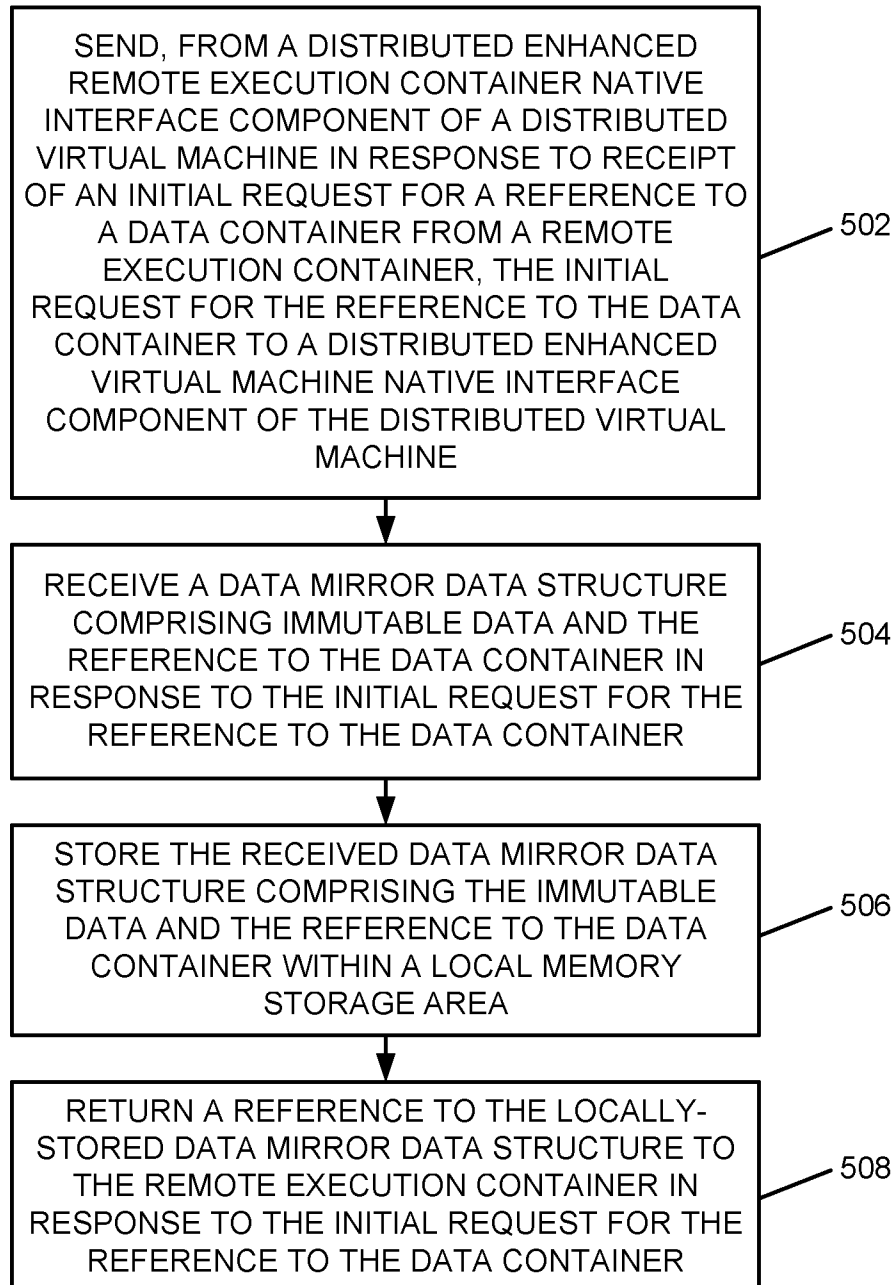 SEND, FROM A DISTRIBUTED ENHANCED
REMOTE EXECUTION CONTAINER NATIVE
INTERFACE COMPONENT OF A DISTRIBUTED
VIRTUAL MACHINE IN RESPONSE TO RECEIPT
OF AN INITIAL REQUEST FOR A REFERENCE TO
A DATA CONTAINER FROM A REMOTE
EXECUTION CONTAINER, THE INITIAL
REQUEST FOR THE REFERENCE TO THE DATA
CONTAINER TO A DISTRIBUTED ENHANCED
VIRTUAL MACHINE NATIVE INTERFACE
COMPONENT OF THE DISTRIBUTED VIRTUAL
MACHINE
502
RECEIVE A DATA MIRROR DATA STRUCTURE
COMPRISING IMMUTABLE DATA AND THE
REFERENCE TO THE DATA CONTAINER IN
RESPONSE TO THE INITIAL REQUEST FOR THE
REFERENCE TO THE DATA CONTAINER
504
STORE THE RECEIVED DATA MIRROR DATA
STRUCTURE COMPRISING THE IMMUTABLE
DATA AND THE REFERENCE TO THE DATA
CONTAINER WITHIN A LOCAL MEMORY
STORAGE AREA
506
RETURN A REFERENCE TO THE LOCALLY-
STORED DATA MIRROR DATA STRUCTURE TO
THE REMOTE EXECUTION CONTAINER IN
RESPONSE TO THE INITIAL REQUEST FOR THE
REFERENCE TO THE DATA CONTAINER
508